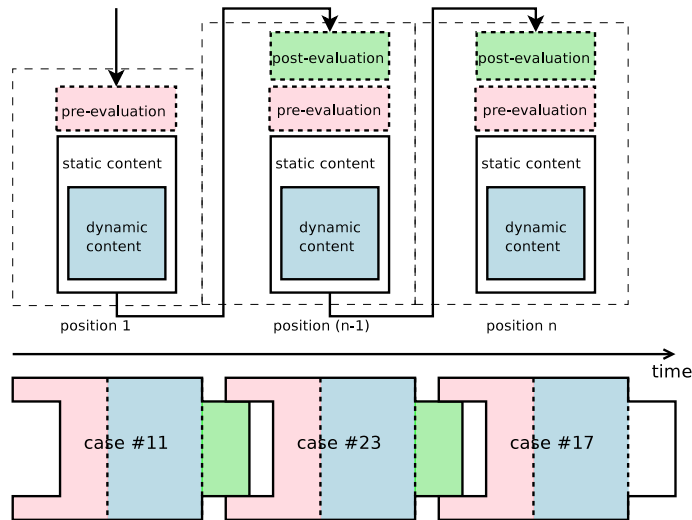 post-evaluation
post-evaluation
pre-evaluation
pre-evaluation
pre-evaluation
static content
static content
static content
dynamic
content
dynamic
content
dynamic
content
position 1
position (n-1)
position n
time
case #11
case #23
case #17